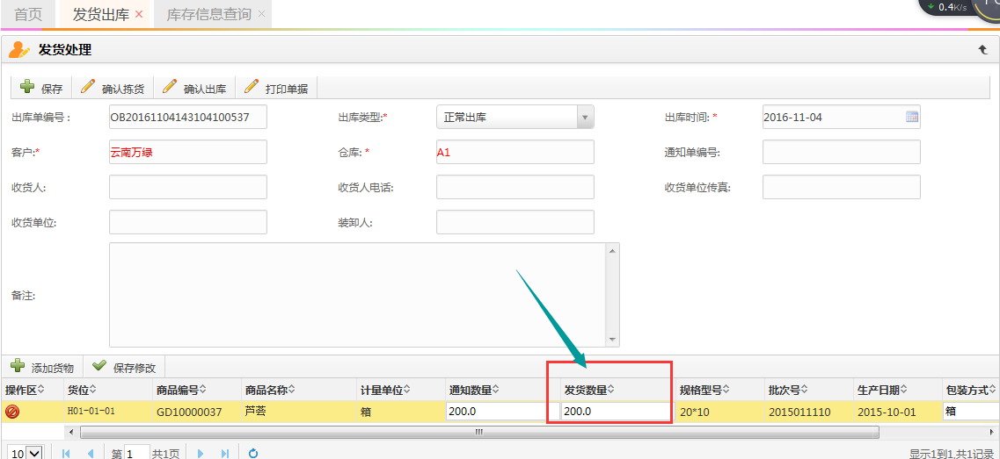 首页 发货出库 × 库存信息查询 ×
0.4K/s
发货处理
保存 确认拣货 确认出库 打印单据
出库单编号： OB20161104143104100537 出库类型:* 正常出库 出库时间: * 2016-11-04
客户:* 云南万绿 仓库: * A1 通知单编号:
收货人: 收货人电话: 收货单位传真:
收货单位: 装卸人:
备注:
添加货物 保存修改
操作区 货位 商品编号 商品名称 计量单位 通知数量 发货数量 规格型号 批次号 生产日期 包装方式
H01-01-01 GD10000037 芦荟 箱 200.0 200.0 20*10 2015011110 2015-10-01 箱
10 第 1 共1页 显示1到1,共1记录